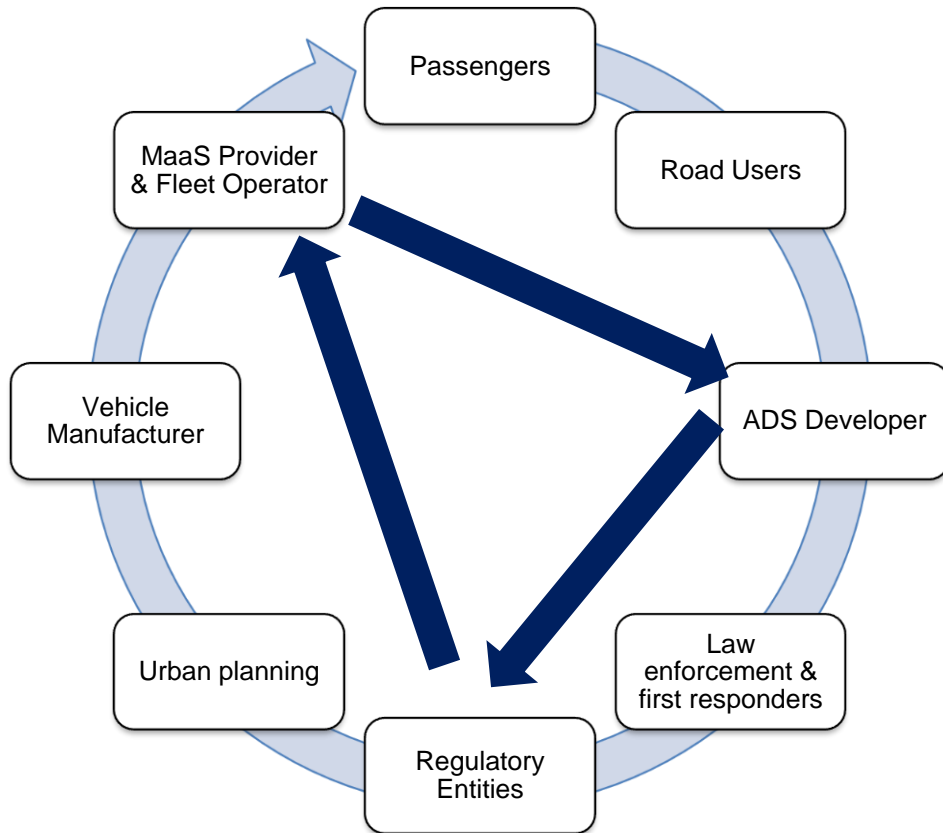 Passengers
Road Users
ADS Developer
Law
enforcement &
first responders
Regulatory
Entities
Urban planning
Vehicle
Manufacturer
MaaS Provider
& Fleet Operator